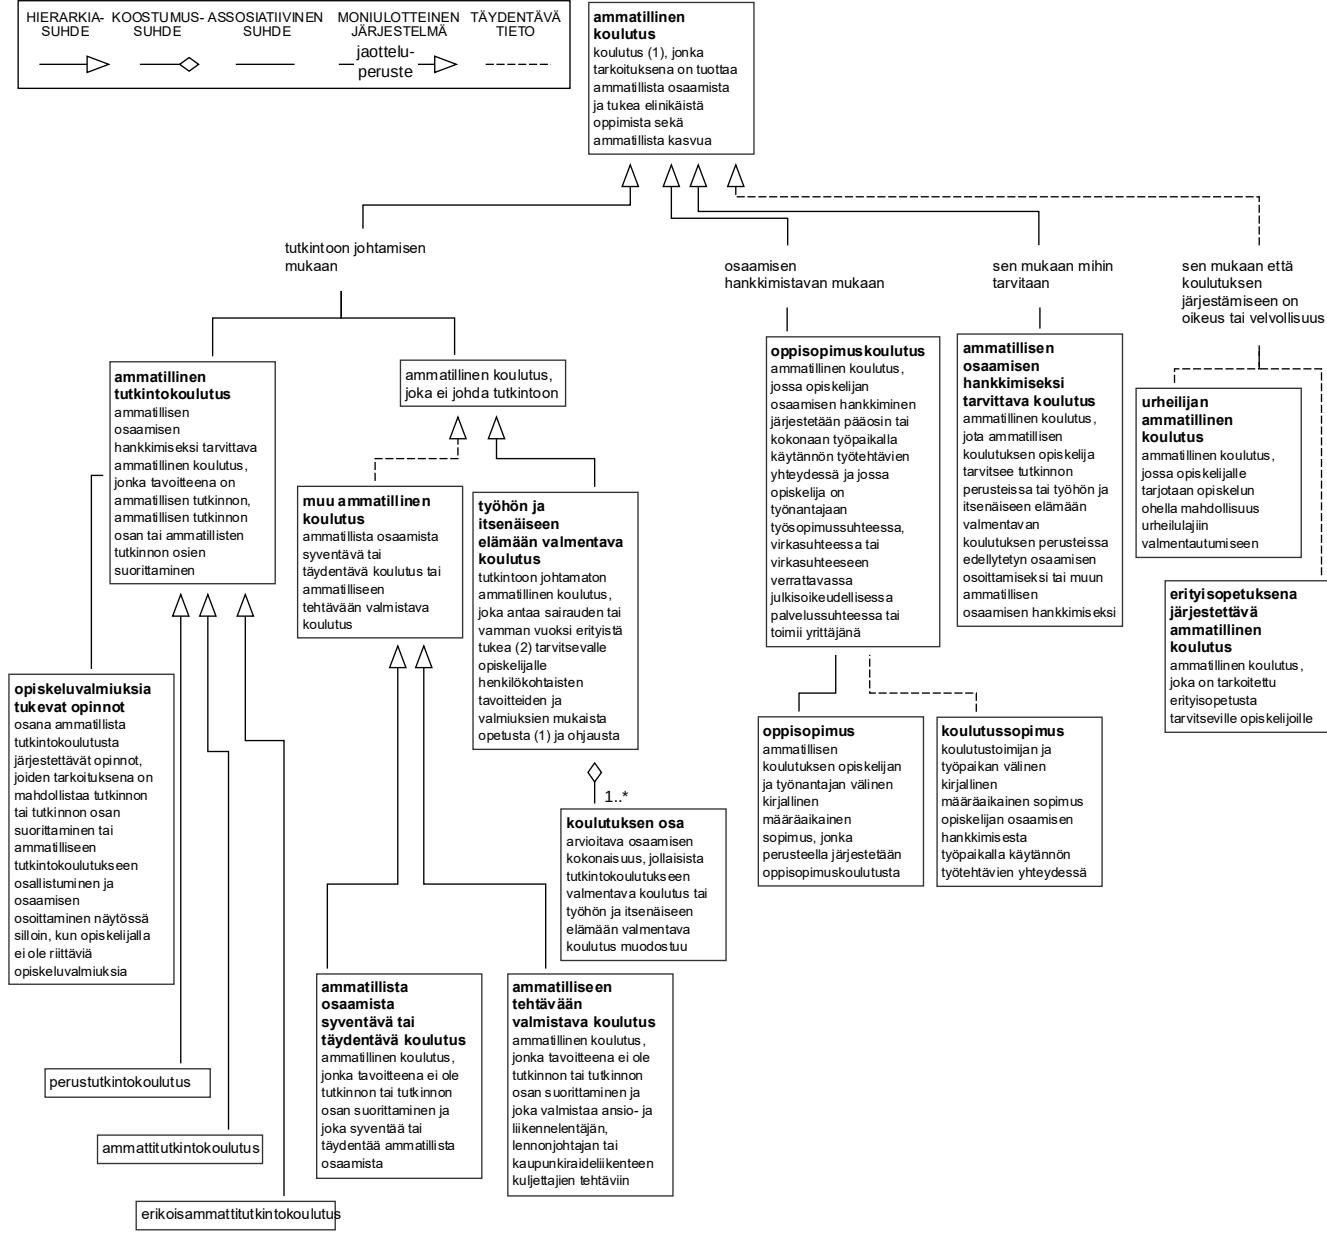 HIERARKIA-
SUHDE
KOOSTUMUS-
SUHDE
ASSOSIATIIVINEN
SUHDE
MONIULOTTEINEN
JÄRJESTELMÄ
jaottelu-
peruste
TÄYDENTÄVÄ
TIETO
ammatillinen
koulutus
koulutus (1), jonka
tarkoituksena on tuottaa
ammatillista osaamista
ja tukea elinikäistä
oppimista sekä
ammatillista kasvua
tutkintoon johtamisen
mukaan
osaamisen
hankkimistavan mukaan
sen mukaan mihin
tarvitaan
sen mukaan että
koulutuksen
järjestämiseen on
oikeus tai velvollisuus
ammatillinen
tutkintokoulutus
ammatillisen
osaamisen
hankkimiseksi tarvittava
ammatillinen koulutus,
jonka tavoitteena on
ammatillisen tutkinnon,
ammatillisen tutkinnon
osan tai ammatillisten
tutkinnon osien
suorittaminen
ammatillinen koulutus,
joka ei johda tutkintoon
muu ammatillinen
koulutus
ammatillista osaamista
syventävä tai
täydentävä koulutus tai
ammatilliseen
tehtävään valmistava
koulutus
työhön ja
itsenäiseen
elämään valmentava
koulutus
tutkintoon johtamaton
ammatillinen koulutus,
joka antaa sairauden tai
vamman vuoksi erityistä
tukea (2) tarvitsevalle
opiskelijalle
henkilökohtaisten
tavoitteiden ja
valmiuksien mukaista
opetusta (1) ja ohjausta
oppisopimuskoulutus
ammatillinen koulutus,
jossa opiskelijan
osaamisen hankkiminen
järjestetään pääosin tai
kokonaan työpaikalla
käytännön työtehtävien
yhteydessä ja jossa
opiskelija on
työnantajaan
työsopimussuhteessa,
virkasuhteessa tai
virkasuhteeseen
verrattavassa
julkisoikeudellisessa
palvelussuhteessa tai
toimii yrittäjänä
ammatillisen
osaamisen
hankkimiseksi
tarvittava koulutus
ammatillinen koulutus,
jota ammatillisen
koulutuksen opiskelija
tarvitsee tutkinnon
perusteissa tai työhön ja
itsenäiseen elämään
valmentavan
koulutuksen perusteissa
edellytetyn osaamisen
osoittamiseksi tai muun
ammatillisen
osaamisen hankkimiseksi
urheilijan
ammatillinen
koulutus
ammatillinen koulutus,
jossa opiskelijalle
tarjotaan opiskelun
ohella mahdollisuus
urheilulajiin
valmentautumiseen
erityisopetuksena
järjestettävä
ammatillinen
koulutus
ammatillinen koulutus,
joka on tarkoitettu
erityisopetusta
tarvitseville opiskelijoille
opiskeluvalmiuksia
tukevat opinnot
osana ammatillista
tutkintokoulutusta
järjestettävät opinnot,
joiden tarkoituksena on
mahdollistaa tutkinnon
tai tutkinnon osan
suorittaminen tai
ammatilliseen
tutkintokoulutukseen
osallistuminen ja
osaamisen
osoittaminen näytössä
silloin, kun opiskelijalla
ei ole riittäviä
opiskeluvalmiuksia
oppisopimus
ammatillisen
koulutuksen opiskelijan
ja työnantajan välinen
kirjallinen
määräaikainen
sopimus, jonka
perusteella järjestetään
oppisopimuskoulutusta
koulutussopimus
koulutustoimijan ja
työpaikan välinen
kirjallinen
määräaikainen sopimus
opiskelijan osaamisen
hankkimisesta
työpaikalla käytännön
työtehtävien yhteydessä
1..*
koulutuksen osa
arvioitava osaamisen
kokonaisuus, jollaisista
tutkintokoulutukseen
valmentava koulutus tai
työhön ja itsenäiseen
elämään valmentava
koulutus muodostuu
ammatillista
osaamista
syventävä tai
täydentävä koulutus
ammatillinen koulutus,
jonka tavoitteena ei ole
tutkinnon tai tutkinnon
osan suorittaminen ja
joka syventää tai
täydentää ammatillista
osaamista
ammatilliseen
tehtävään
valmistava koulutus
ammatillinen koulutus,
jonka tavoitteena ei ole
tutkinnon tai tutkinnon
osan suorittaminen ja
joka valmistaa ansio- ja
liikennelentäjän,
lennonjohtajan tai
kaupunkiraideliikenteen
kuljettajien tehtäviin
perustutkintokoulutus
ammattitutkintokoulutus
erikoisammattitutkintokoulutus